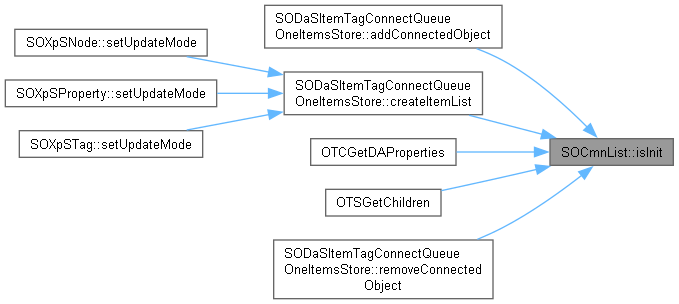 SODaSItemTagConnectQueue
OneItemsStore::addConnectedObject
SOXpSNode::setUpdateMode
SODaSItemTagConnectQueue
OneItemsStore::createItemList
SOXpSProperty::setUpdateMode
SOXpSTag::setUpdateMode
OTCGetDAProperties
SOCmnList::isInit
OTSGetChildren
SODaSItemTagConnectQueue
OneItemsStore::removeConnected
Object